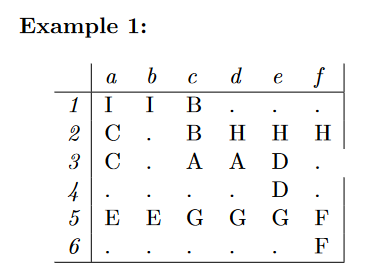 Example 1:
a b c d e f
1 I I B . . .
2 C . B H H H
3 C . A A D .
4 . . . . D .
5 E E G G G F
6 . . . . . F